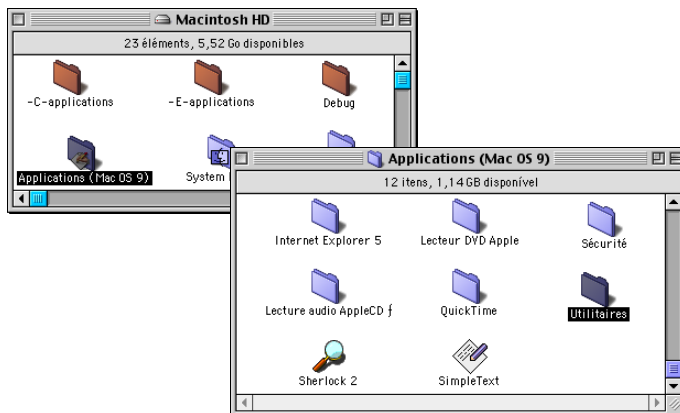 Macintosh HD
23 éléments, 5,52 Go disponibles
-C-applications
-E-applications
Debug
Applications (Mac OS 9)
System
Applications (Mac OS 9)
12 itens, 1,14GB disponível
Internet Explorer 5
Lecteur DVD Apple
Sécurité
Lecture audio AppleCD ƒ
QuickTime
Utilitaires
Sherlock 2
SimpleText